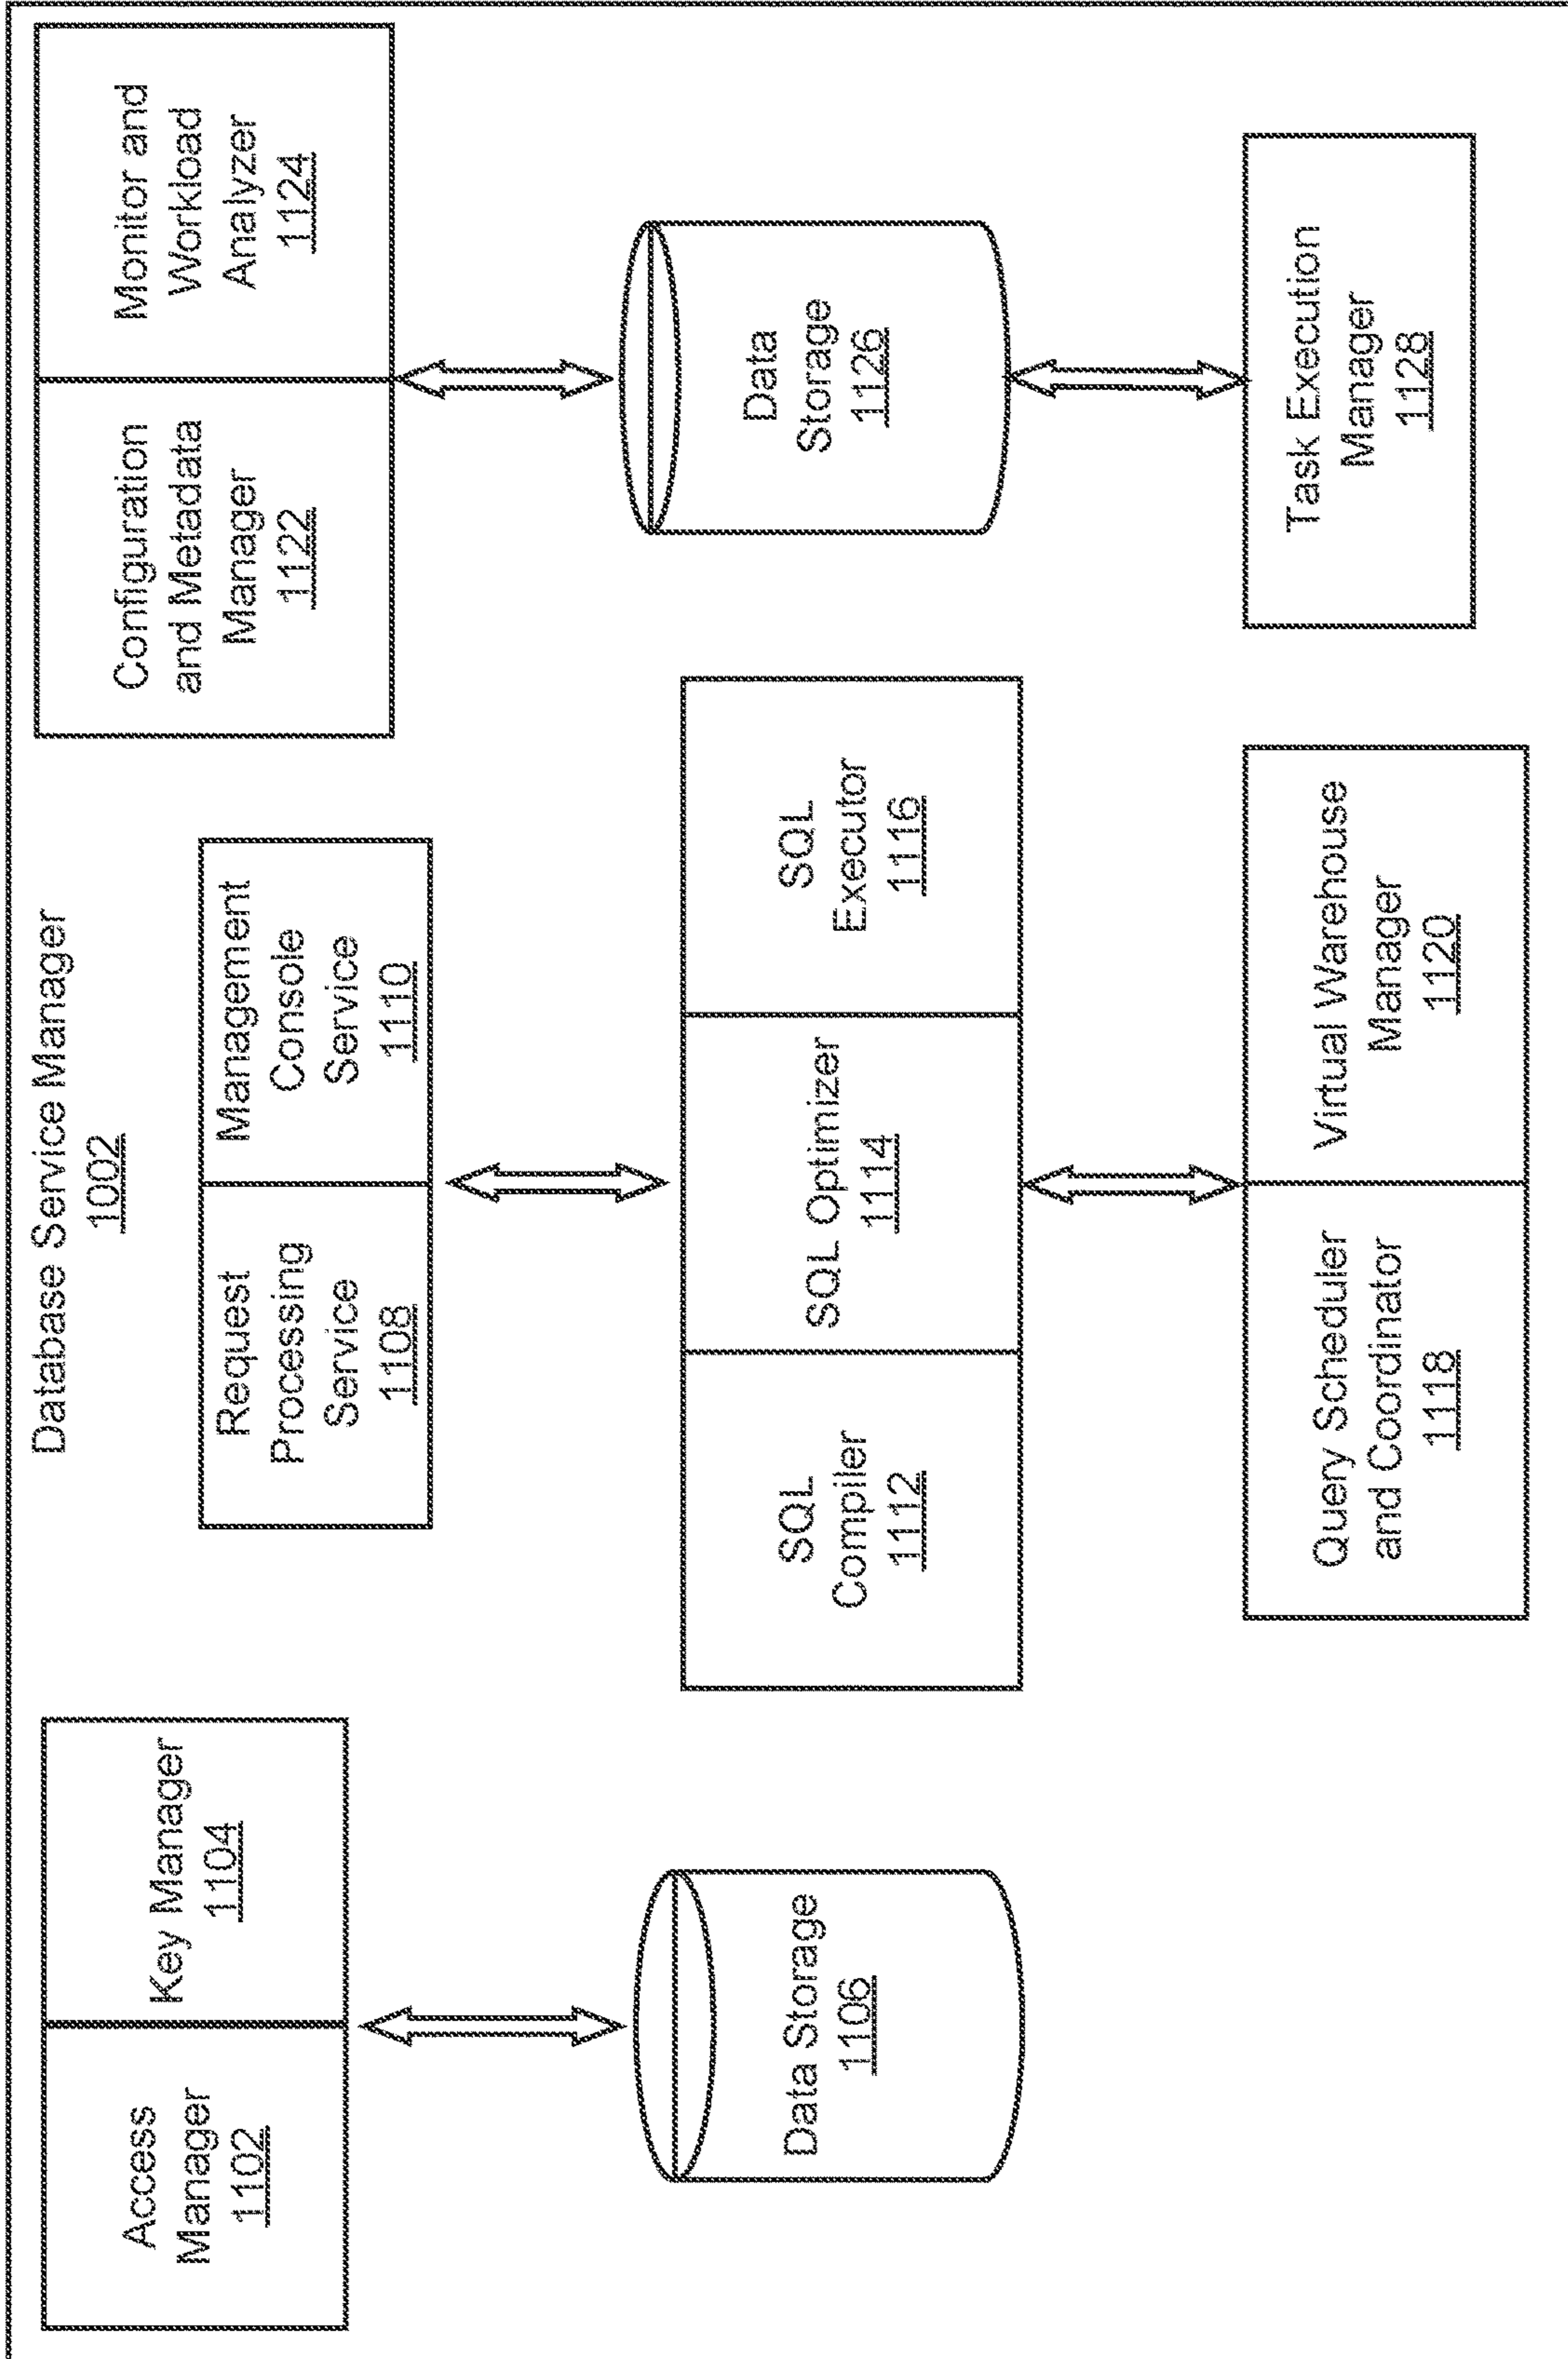 Database Service Manager
1002
Access
Manager
1102
Key Manager
1104
Data Storage
1106
Request
Processing
Service
1108
Management
Console
Service
1110
SQL
Compiler
1112
SQL Optimizer
1114
SQL
Executor
1116
Query Scheduler
and Coordinator
1118
Virtual Warehouse
Manager
1120
Configuration
and Metadata
Manager
1122
Monitor and
Workload
Analyzer
1124
Data
Storage
1126
Task Execution
Manager
1128